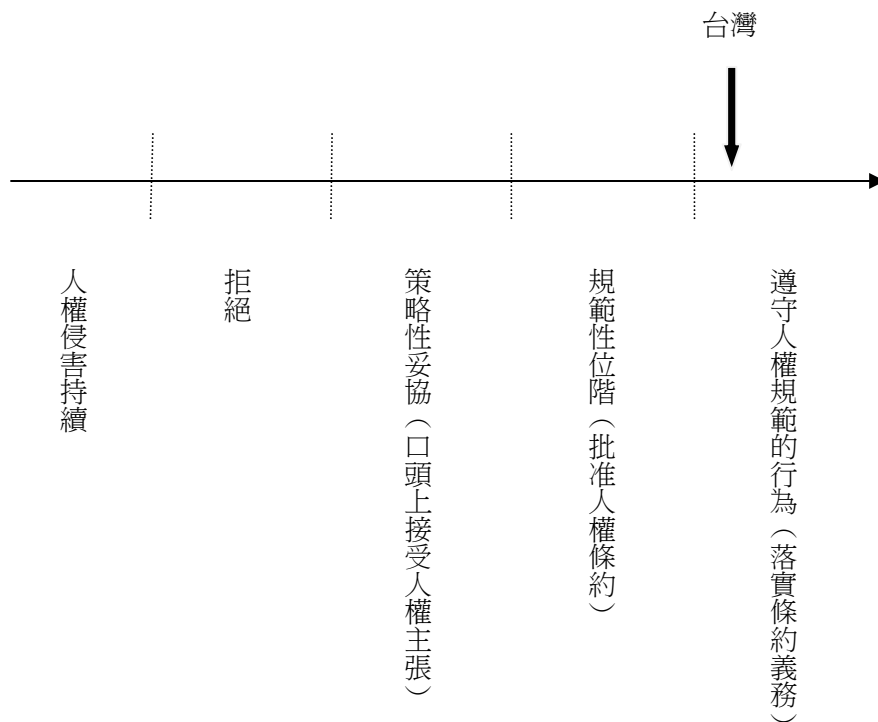 台灣
人權侵害持續
拒絕
策略性妥協（口頭上接受人權主張）
規範性位階（批准人權條約）
遵守人權規範的行為（落實條約義務）